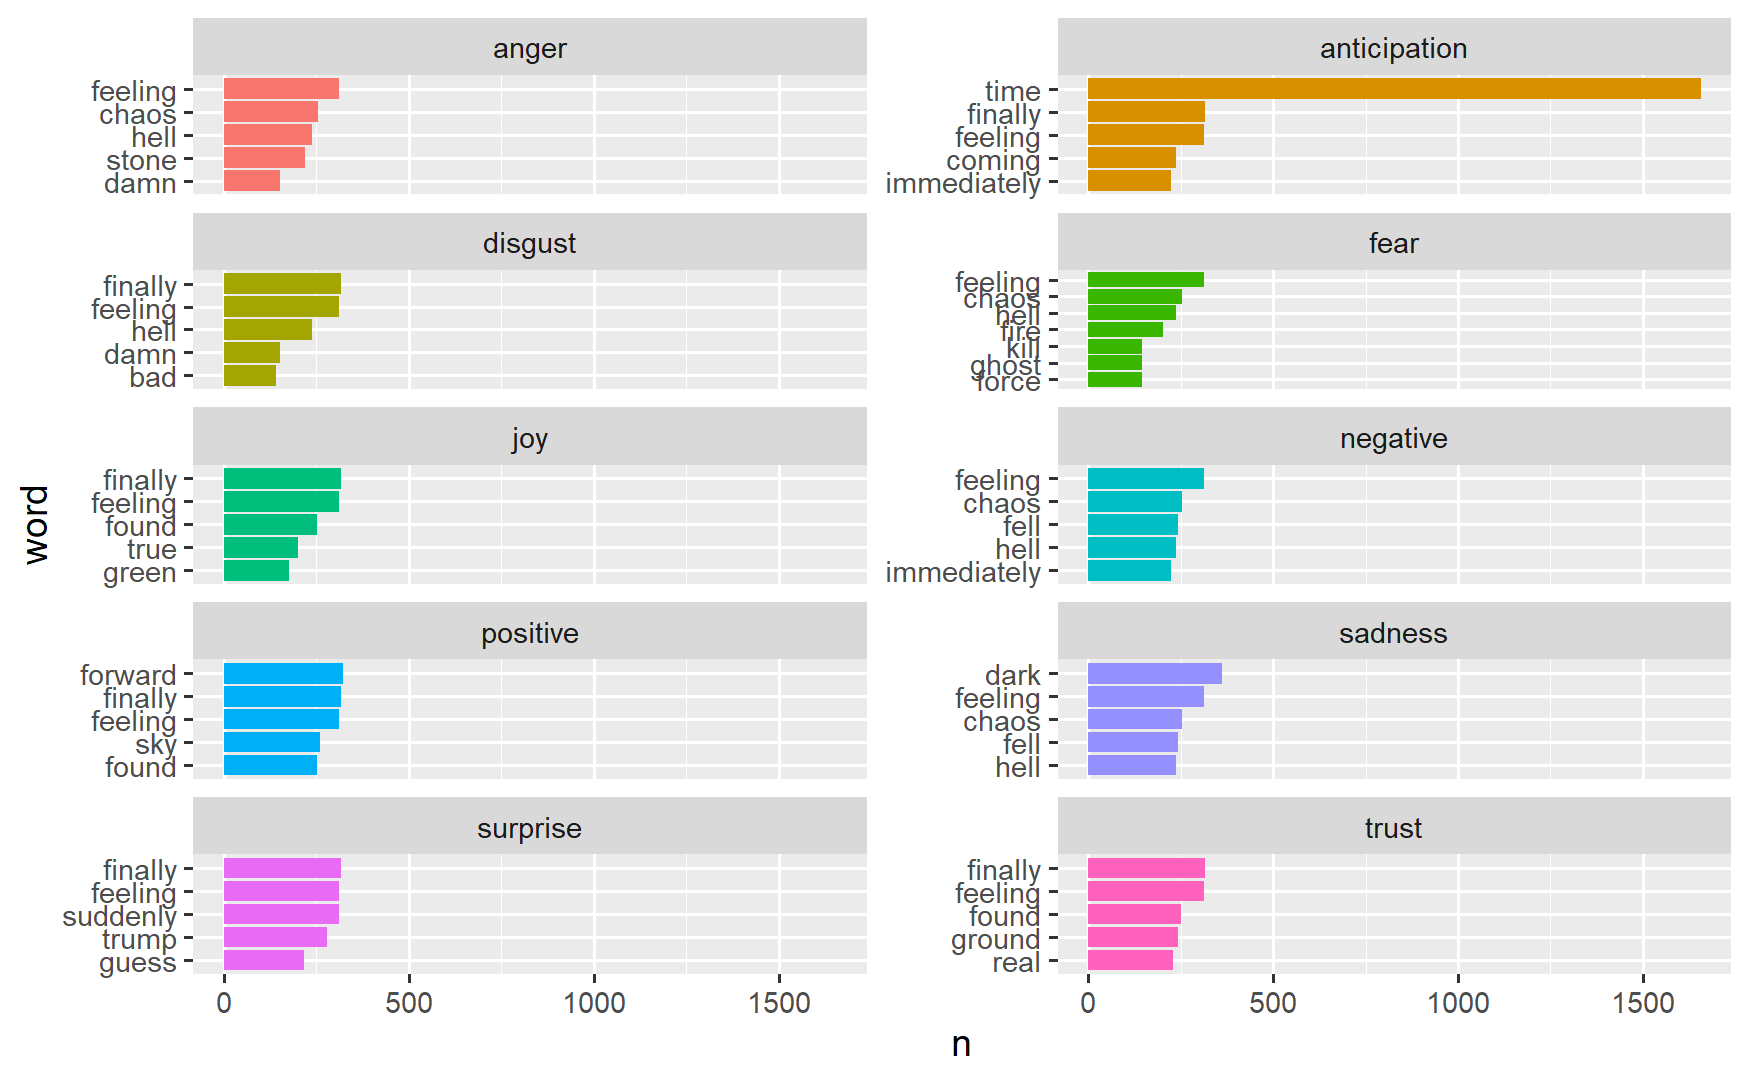 anger
feeling
chaos
hell
stone
damn
anticipation
time
finally
feeling
coming
immediately
disgust
finally
feeling
hell
damn
bad
fear
feeling
chaos
hell
fire
kill
ghost
force
joy
finally
feeling
found
true
green
negative
feeling
chaos
fell
hell
immediately
positive
forward
finally
feeling
sky
found
sadness
dark
feeling
chaos
fell
hell
surprise
finally
feeling
suddenly
trump
guess
trust
finally
feeling
found
ground
real
0 500 1000 1500
0 500 1000 1500
word
n